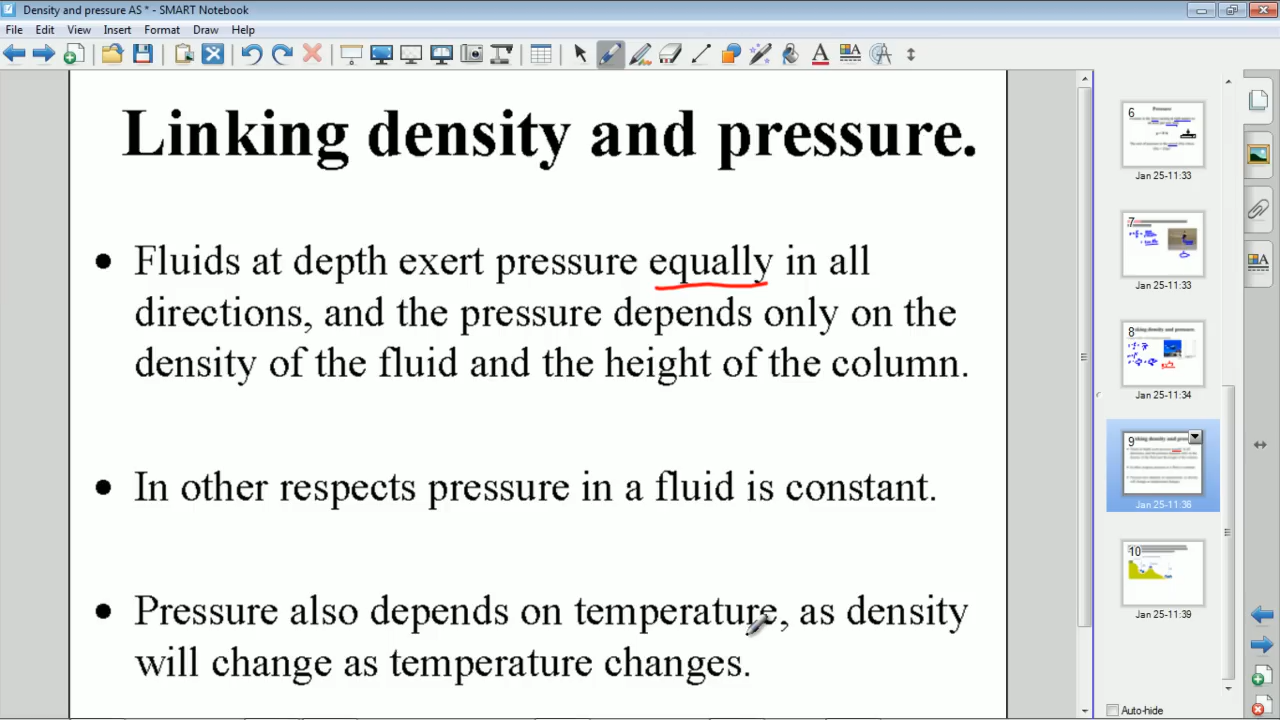 Density and pressure AS * - SMART Notebook
File Edit View Insert Format Draw Help
Linking density and pressure.
• Fluids at depth exert pressure equally in all
directions, and the pressure depends only on the
density of the fluid and the height of the column.
• In other respects pressure in a fluid is constant.
• Pressure also depends on temperature, as density
will change as temperature changes.
6
Pressure
Jan 25-11:33
7
Jan 25-11:33
8
Jan 25-11:34
9
Jan 25-11:36
10
Jan 25-11:39
Auto-hide